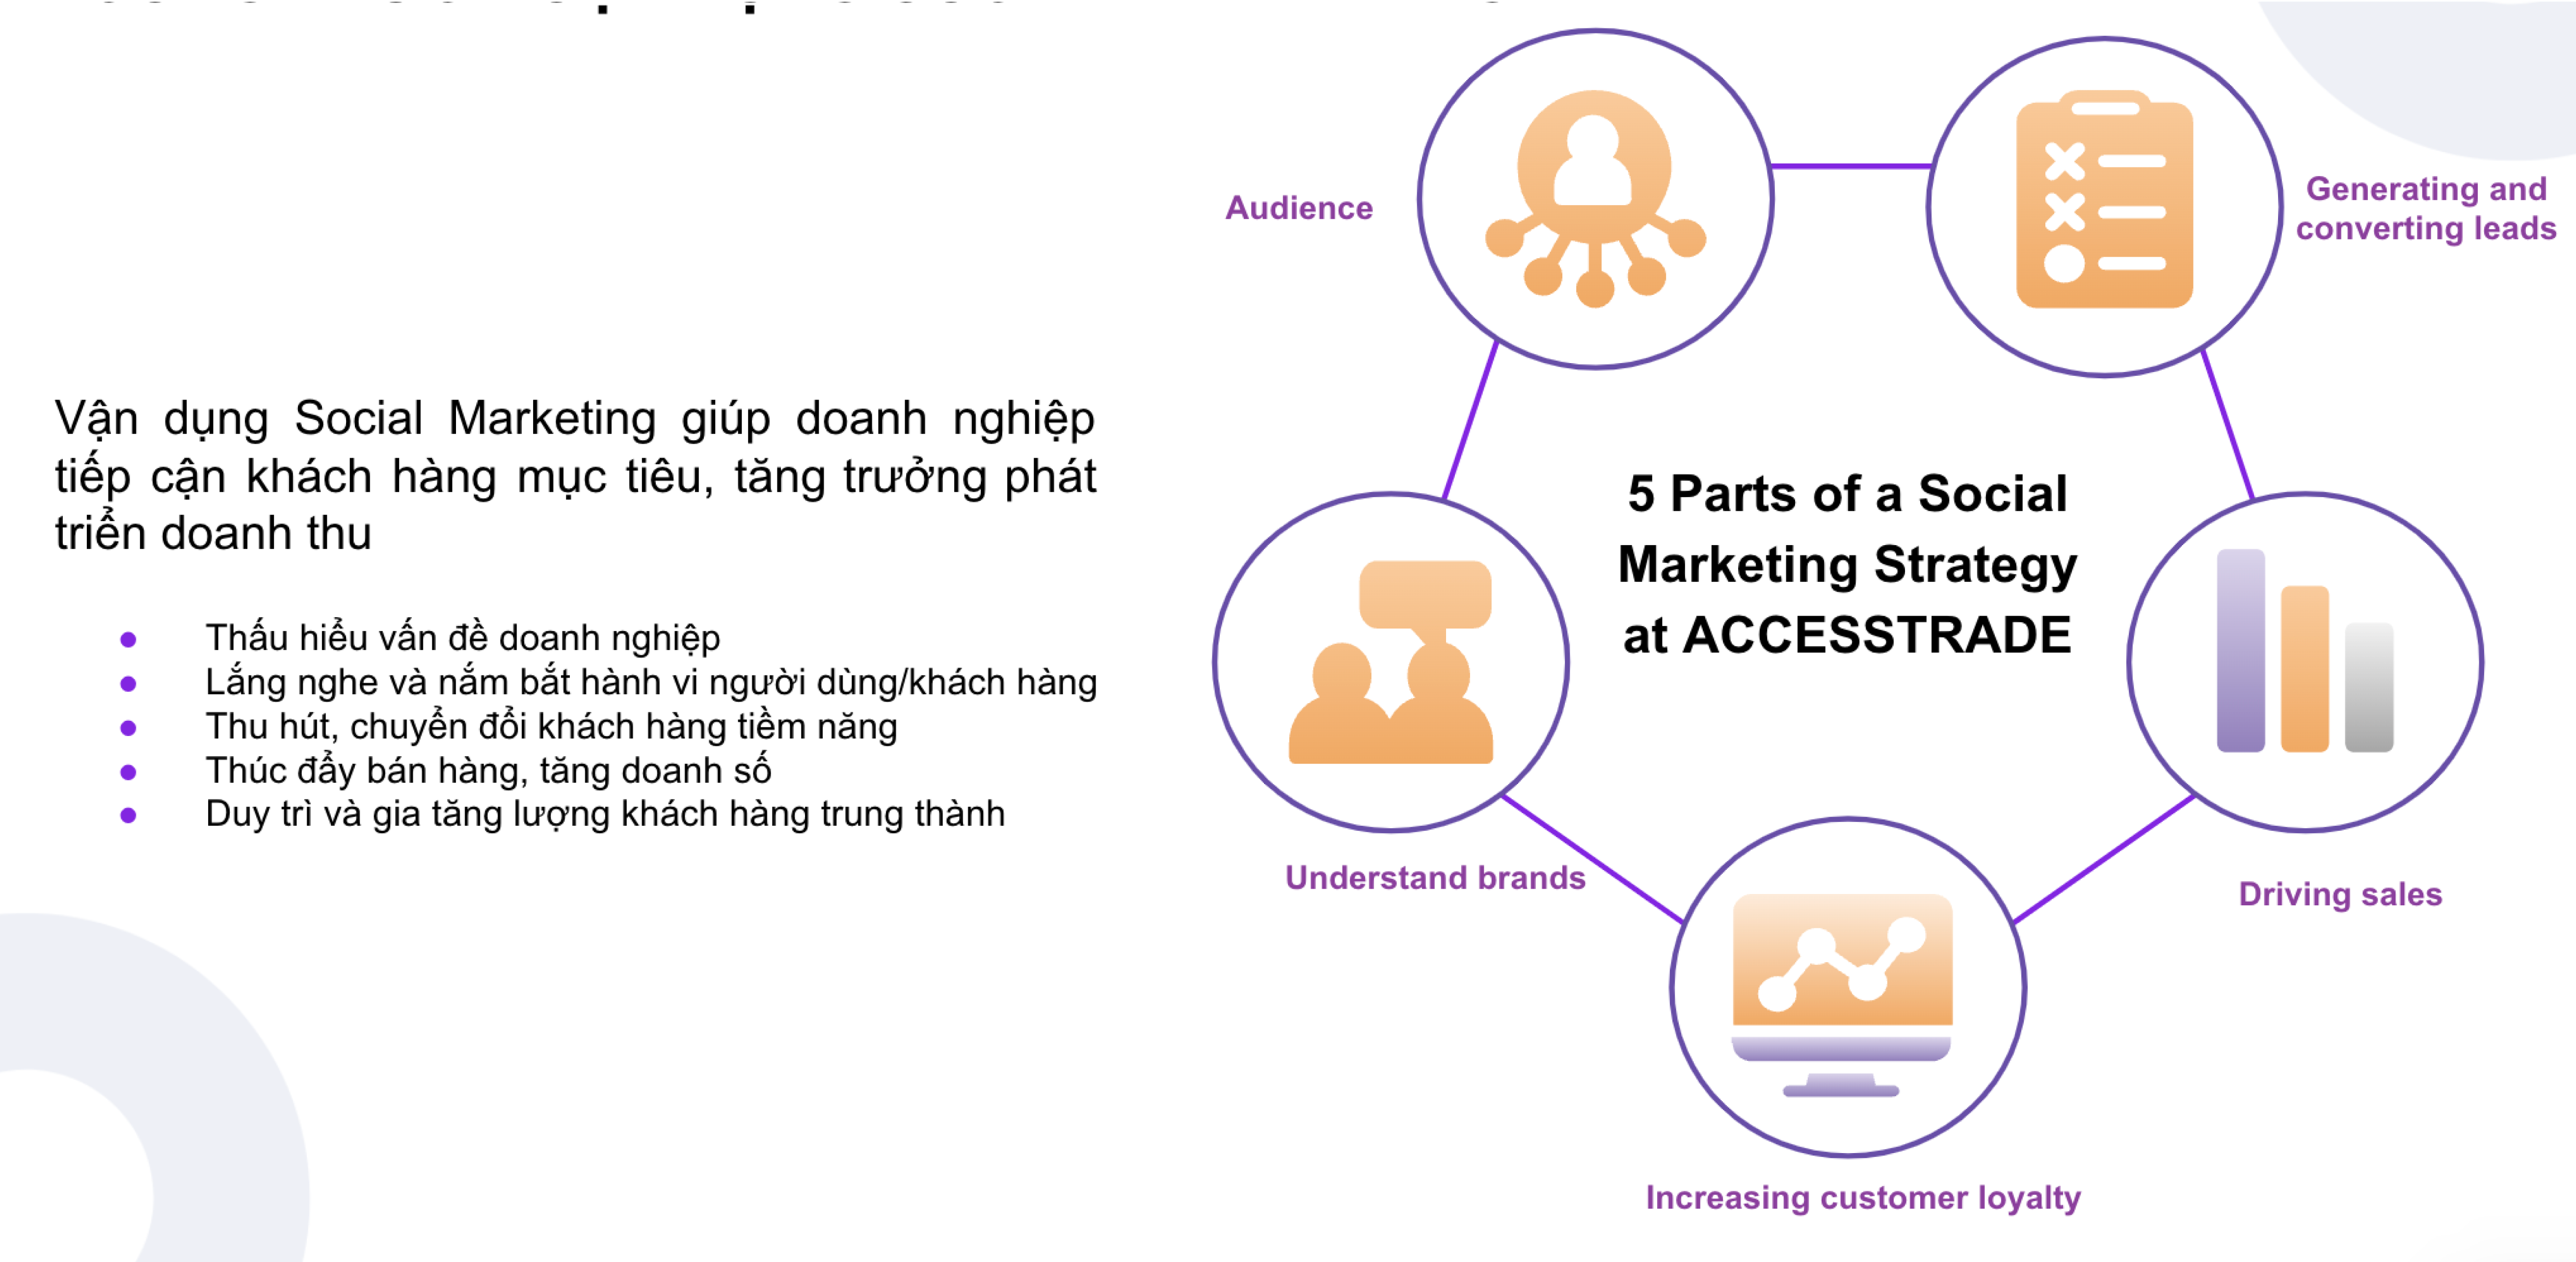 Vận dụng Social Marketing giúp doanh nghiệp
tiếp cận khách hàng mục tiêu, tăng trưởng phát
triển doanh thu
Thấu hiểu vấn đề doanh nghiệp
Lắng nghe và nắm bắt hành vi người dùng/khách hàng
Thu hút, chuyển đổi khách hàng tiềm năng
Thúc đẩy bán hàng, tăng doanh số
Duy trì và gia tăng lượng khách hàng trung thành
Audience
Generating and
converting leads
5 Parts of a Social
Marketing Strategy
at ACCESSTRADE
Understand brands
Driving sales
Increasing customer loyalty